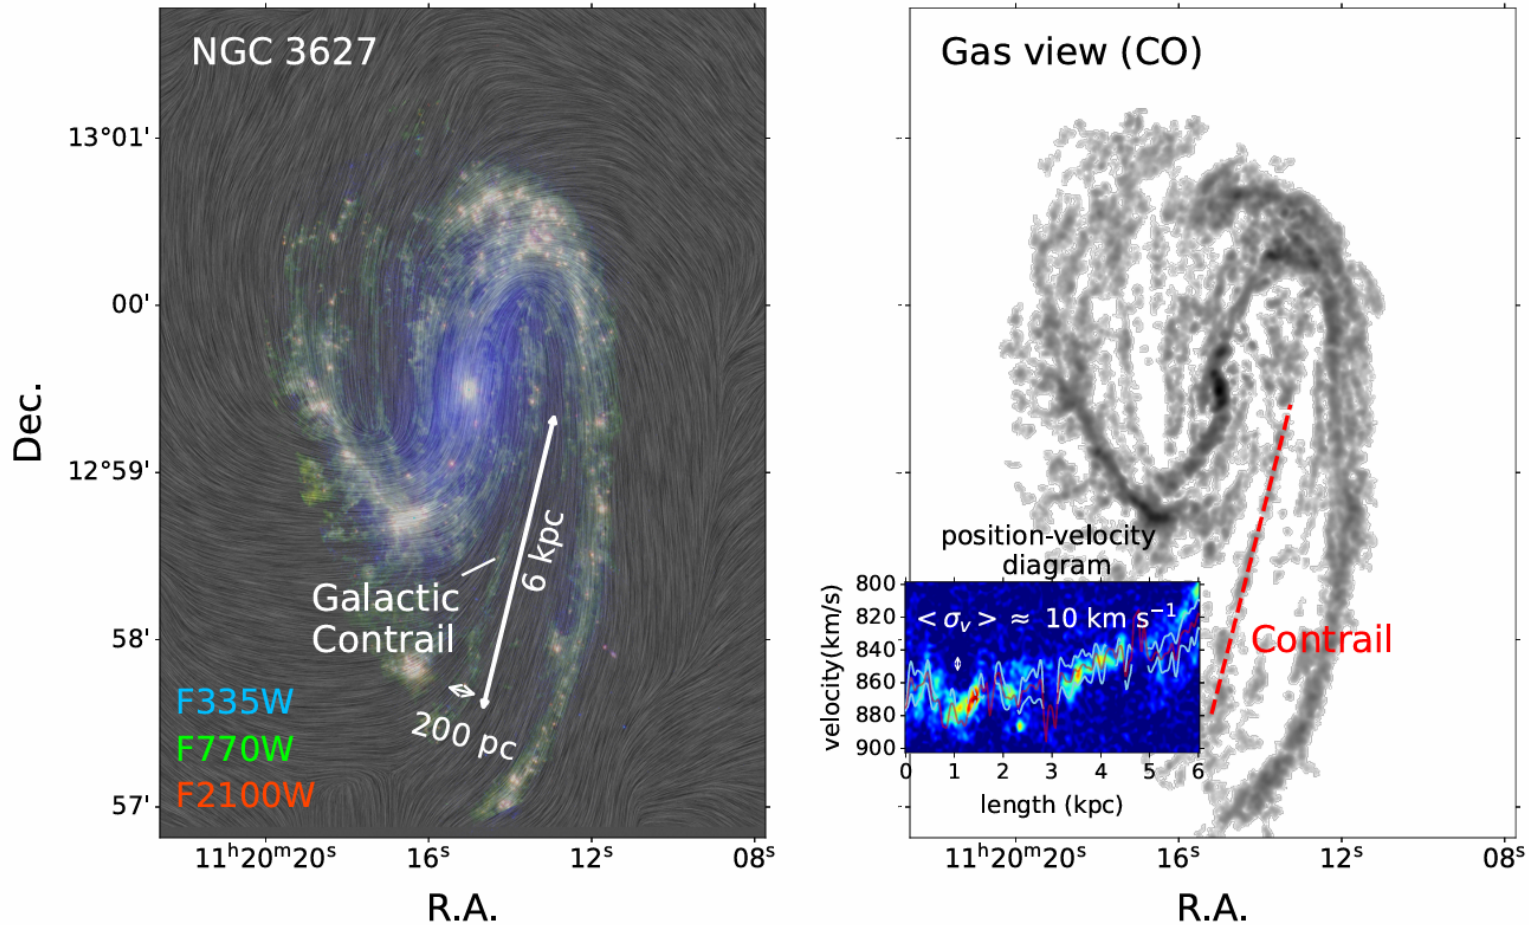 NGC 3627
13°01'
00'
12°59'
58'
57'
Dec.
6 kpc
Galactic
Contrail
200 pc
F335W
F770W
F2100W
11ʰ20ᵐ20ˢ
16ˢ
12ˢ
08ˢ
R.A.
Gas view (CO)
position-velocity
diagram
velocity(km/s)
800
820
840
860
880
900
< σᵥ > ≈ 10 km s⁻¹
Contrail
0 1 2 3 4 5 6
length (kpc)
11ʰ20ᵐ20ˢ
16ˢ
12ˢ
08ˢ
R.A.